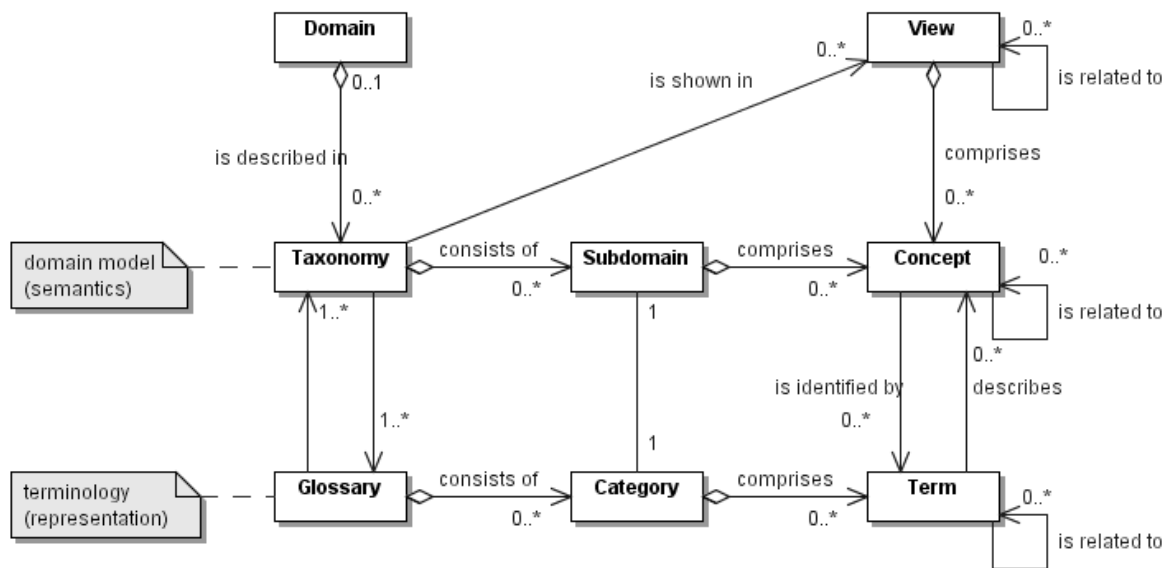 Domain
View
0..*
0..*
0..1
is shown in
is related to
is described in
comprises
0..*
0..*
domain model
(semantics)
Taxonomy
consists of
0..*
Subdomain
comprises
0..*
Concept
0..*
is related to
1..*
1
0..*
is identified by
describes
1..*
0..*
1
terminology
(representation)
Glossary
consists of
0..*
Category
comprises
0..*
Term
0..*
is related to